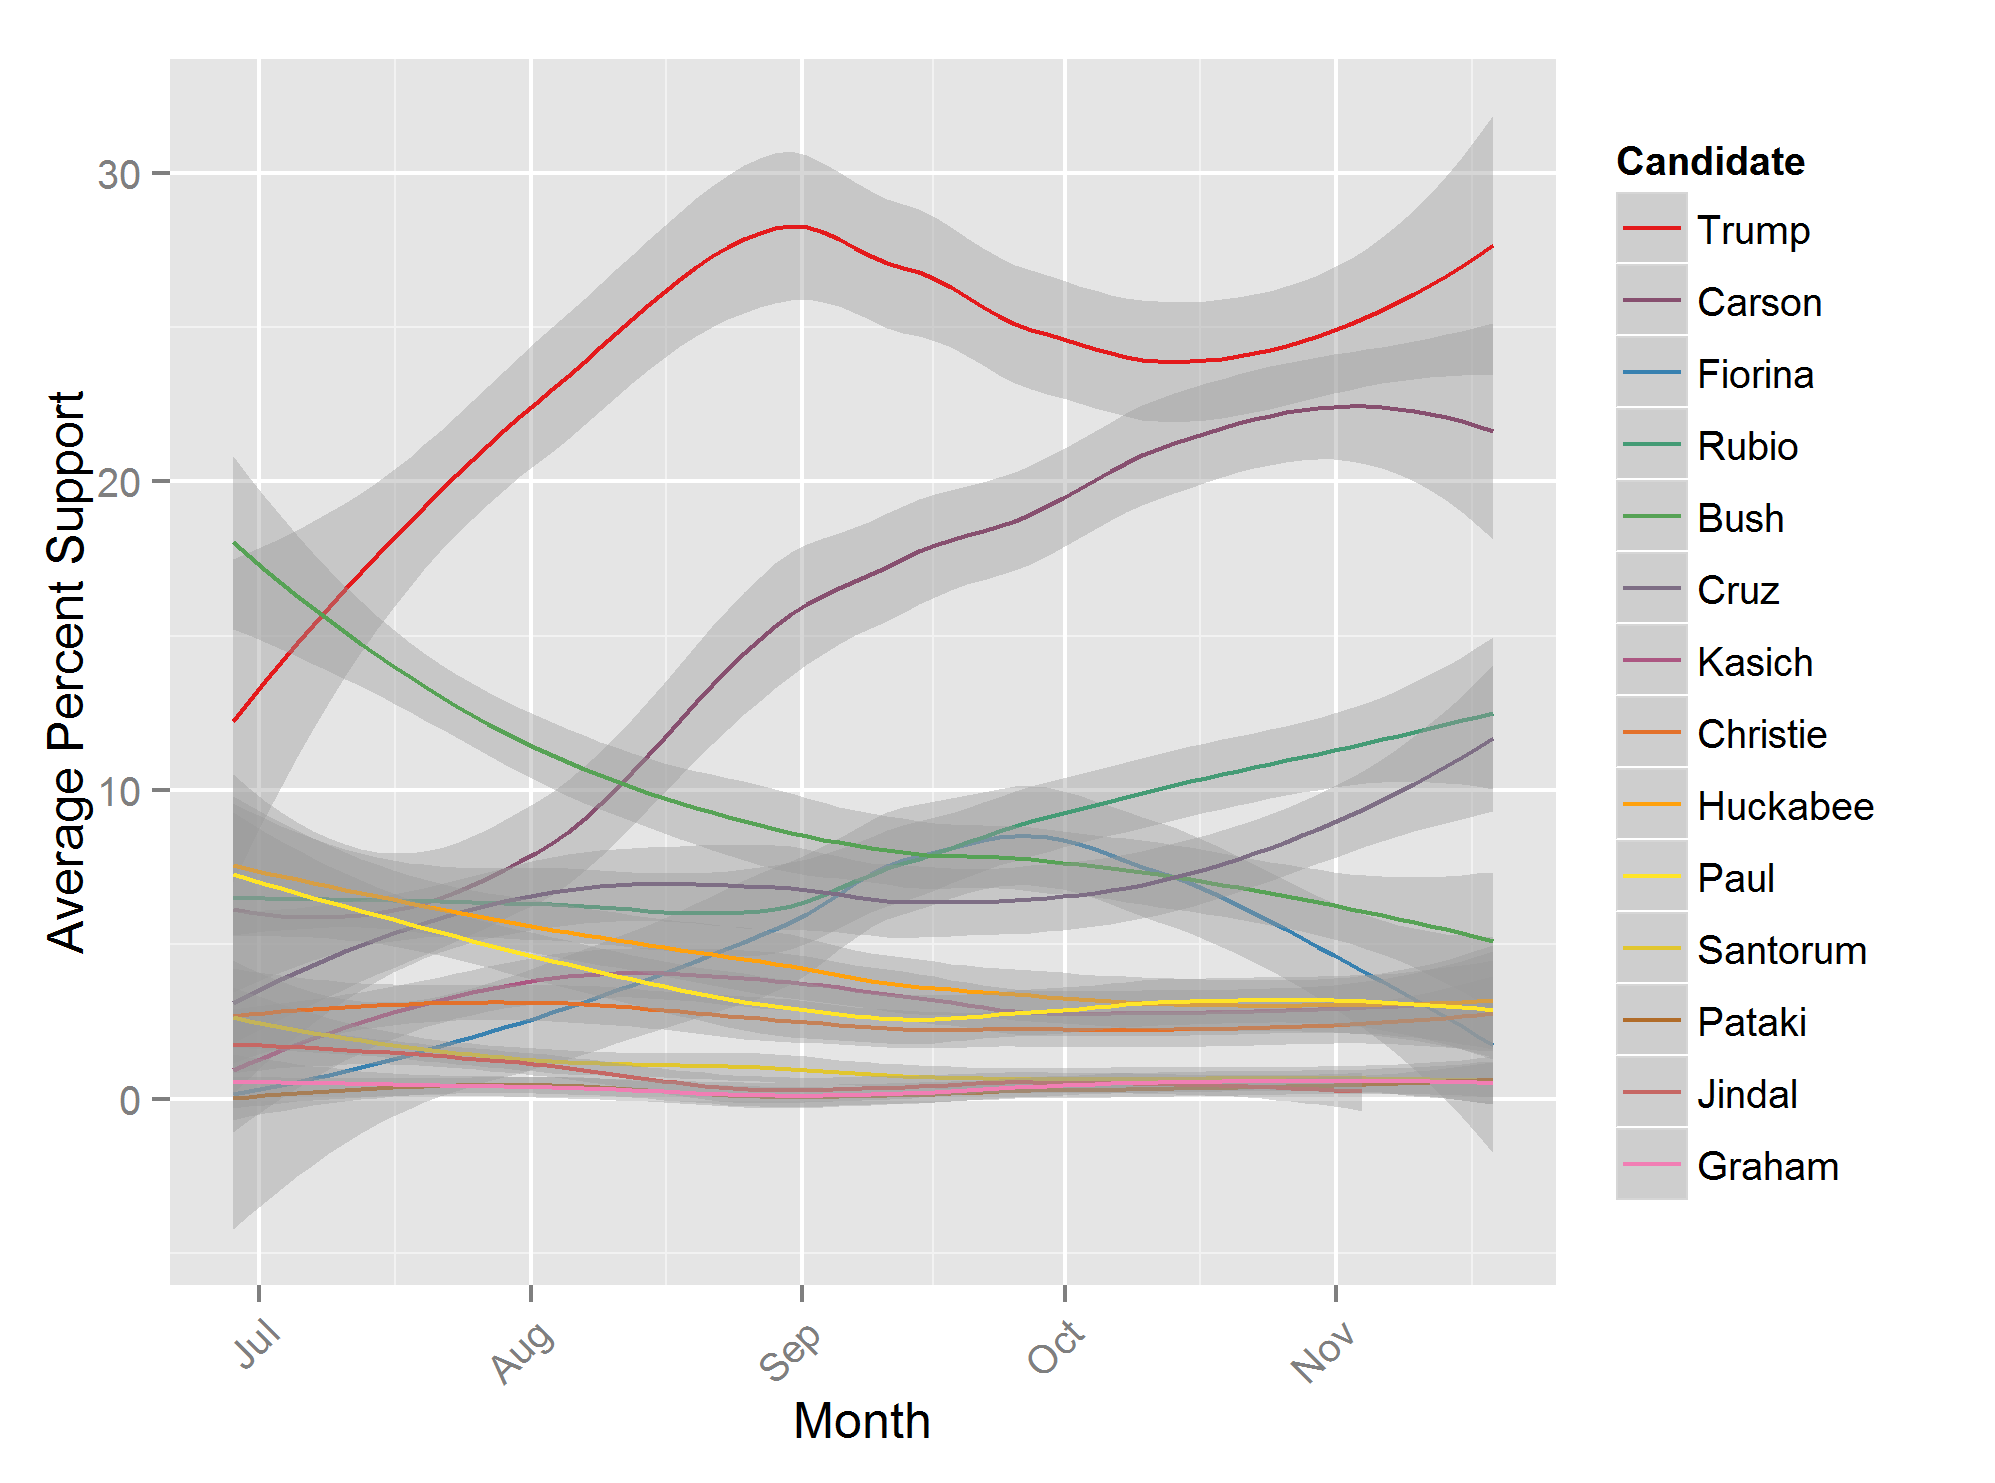 30
20
10
0
Average Percent Support
Jul
Aug
Sep
Oct
Nov
Month
Candidate
Trump
Carson
Fiorina
Rubio
Bush
Cruz
Kasich
Christie
Huckabee
Paul
Santorum
Pataki
Jindal
Graham